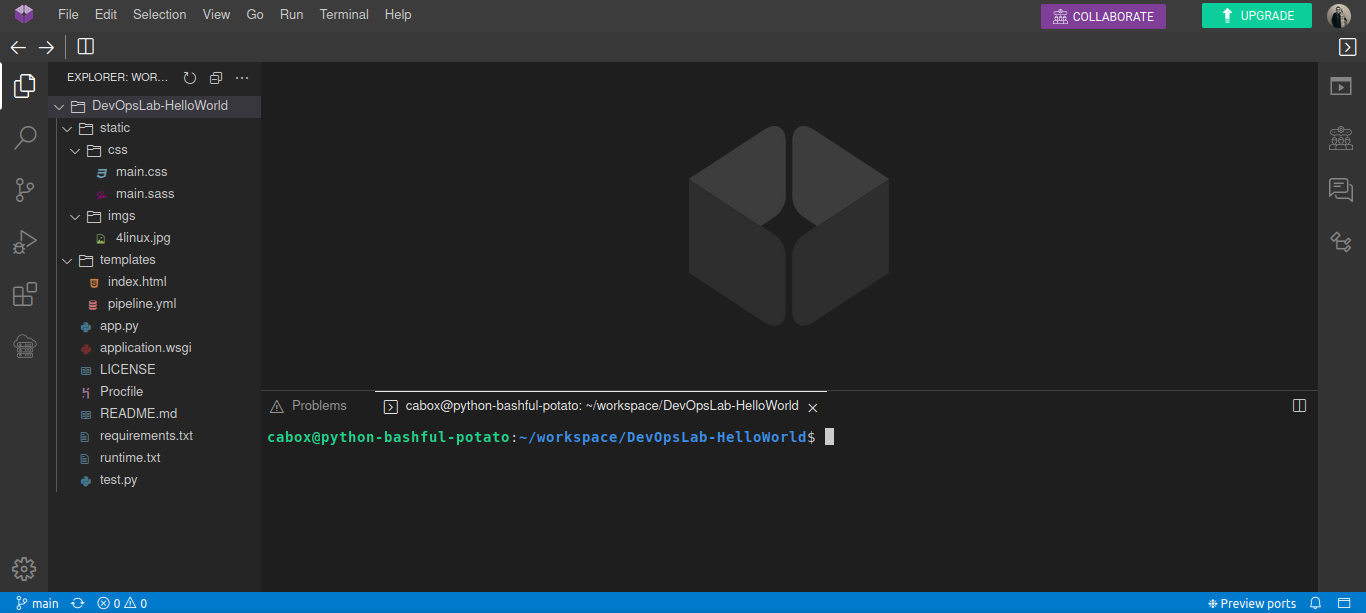 File Edit Selection View Go Run Terminal Help COLLABORATE UPGRADE
EXPLORER: WOR... 
DevOpsLab-HelloWorld
static
css
main.css
main.sass
imgs
4linux.jpg
templates
index.html
pipeline.yml
app.py
application.wsgi
LICENSE
Procfile
README.md
requirements.txt
runtime.txt
test.py
Problems cabox@python-bashful-potato: ~/workspace/DevOpsLab-HelloWorld
cabox@python-bashful-potato:~/workspace/DevOpsLab-HelloWorld$
main 0 0 Preview ports